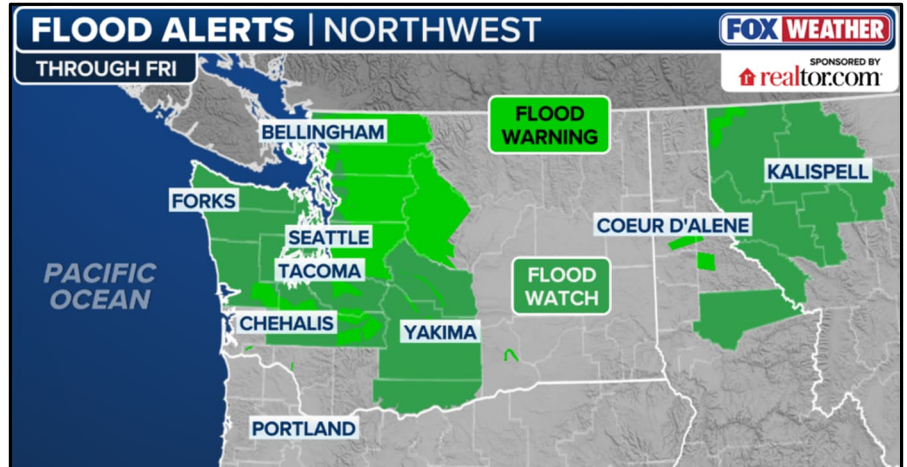 FLOOD ALERTS | NORTHWEST
FOX WEATHER
THROUGH FRI
SPONSORED BY
realtor.com
BELLINGHAM
FLOOD
WARNING
KALISPELL
FORKS
COEUR D'ALENE
SEATTLE
TACOMA
PACIFIC
OCEAN
FLOOD
WATCH
CHEHALIS
YAKIMA
PORTLAND